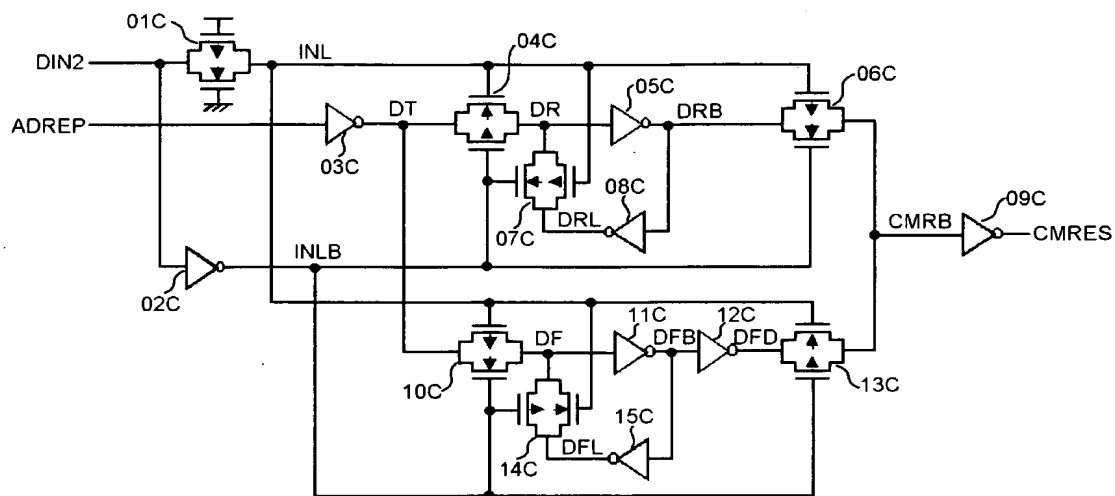 01C
DIN2
INL
04C
05C
06C
ADREP
DT
DR
DRB
03C
08C
09C
DRL
07C
CMRB
CMRES
INLB
02C
11C
12C
DF
DFB
DFD
10C
13C
15C
DFL
14C